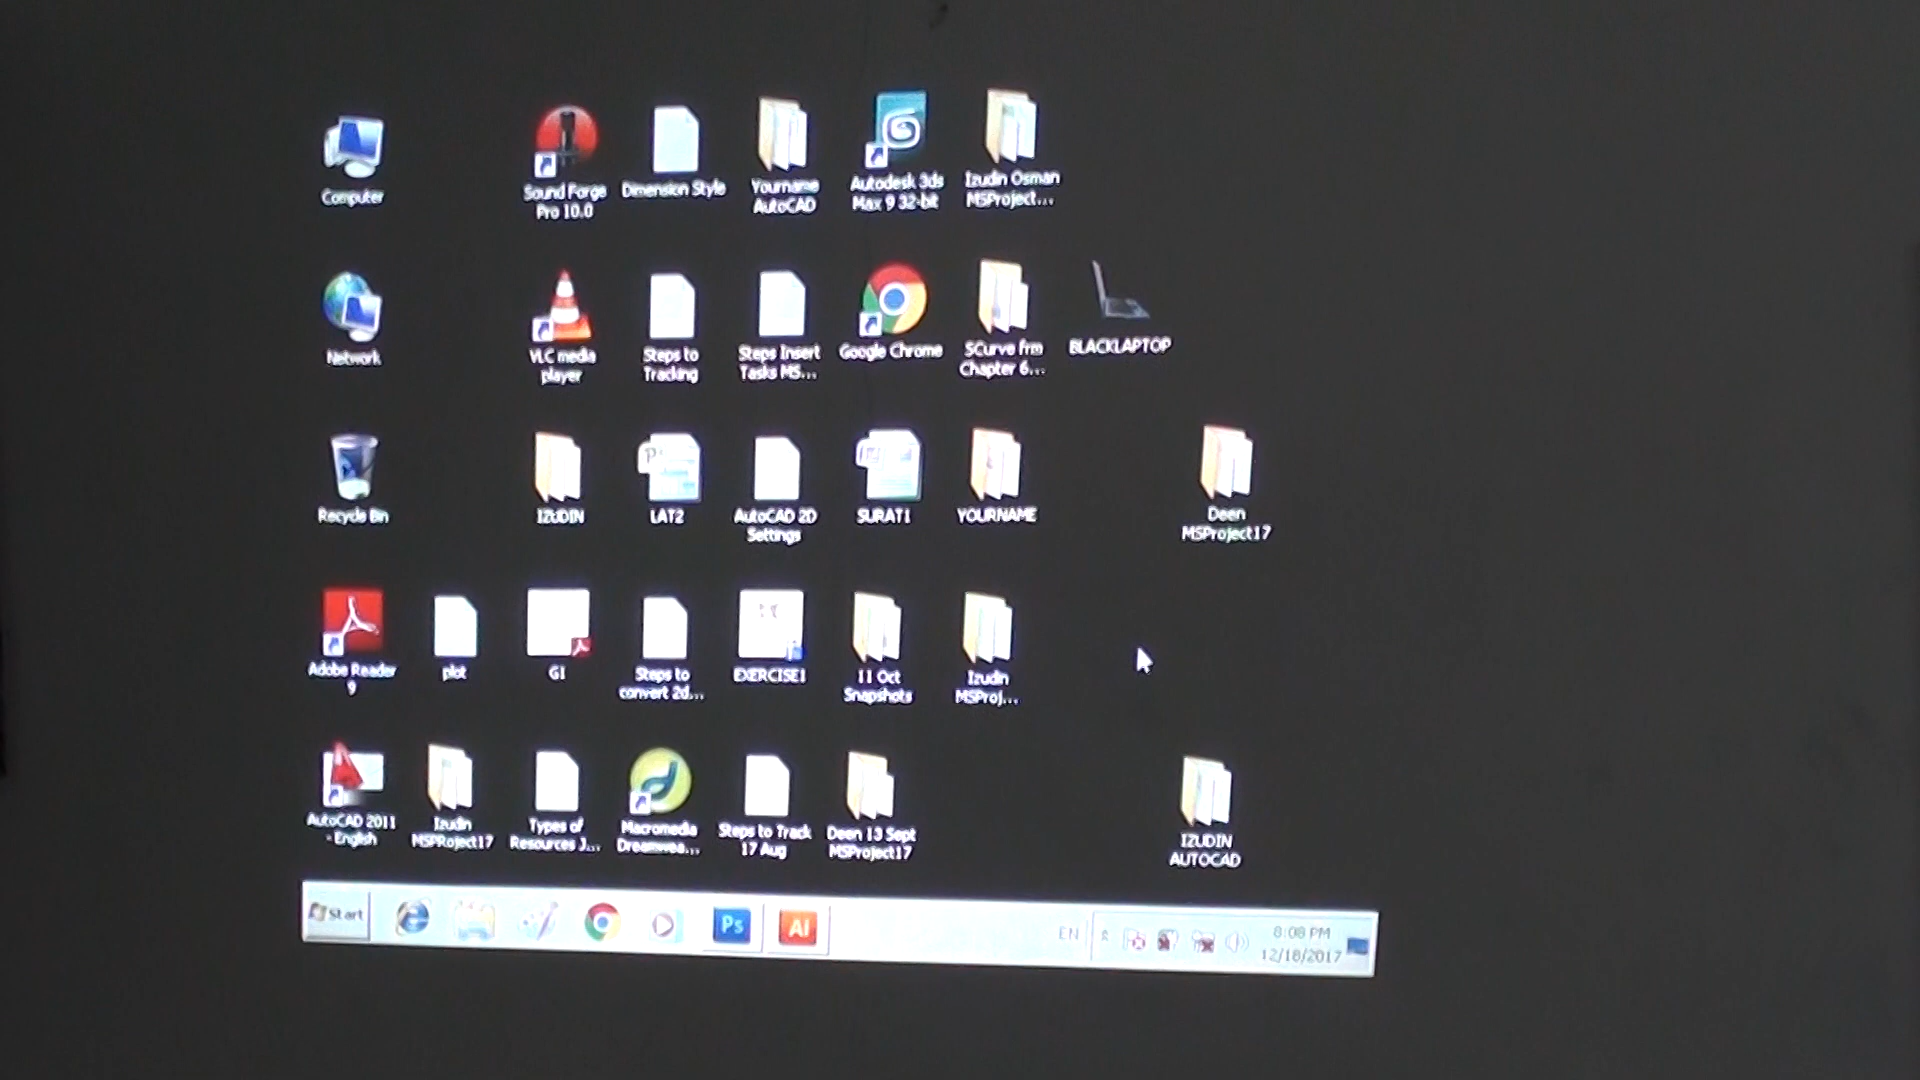 Computer
Sound Forge
Pro 10.0
Dimension Style
Yourname
AutoCAD
Autodesk 3ds
Max 9 32-bit
Izudin Osman
MSProject...
Network
VLC media
player
Steps to
Tracking
Steps Insert
Tasks MS...
Google Chrome
SCurve frm
Chapter 6...
BLACKLAPTOP
Recycle Bin
IZUDIN
LAT2
AutoCAD 2D
Settings
SURAT1
YOURNAME
Deen
MSProject17
Adobe Reader
9
plot
G1
Steps to
convert 2d...
EXERCISE1
11 Oct
Snapshots
Izudin
MSProj...
AutoCAD 2011
- English
Izudin
MSPRoject17
Types of
Resources J...
Macromedia
Dreamwea...
Steps to Track
17 Aug
Deen 13 Sept
MSProject17
IZUDIN
AUTOCAD
Start
Ps
Ai
EN
8:08 PM
12/18/2017